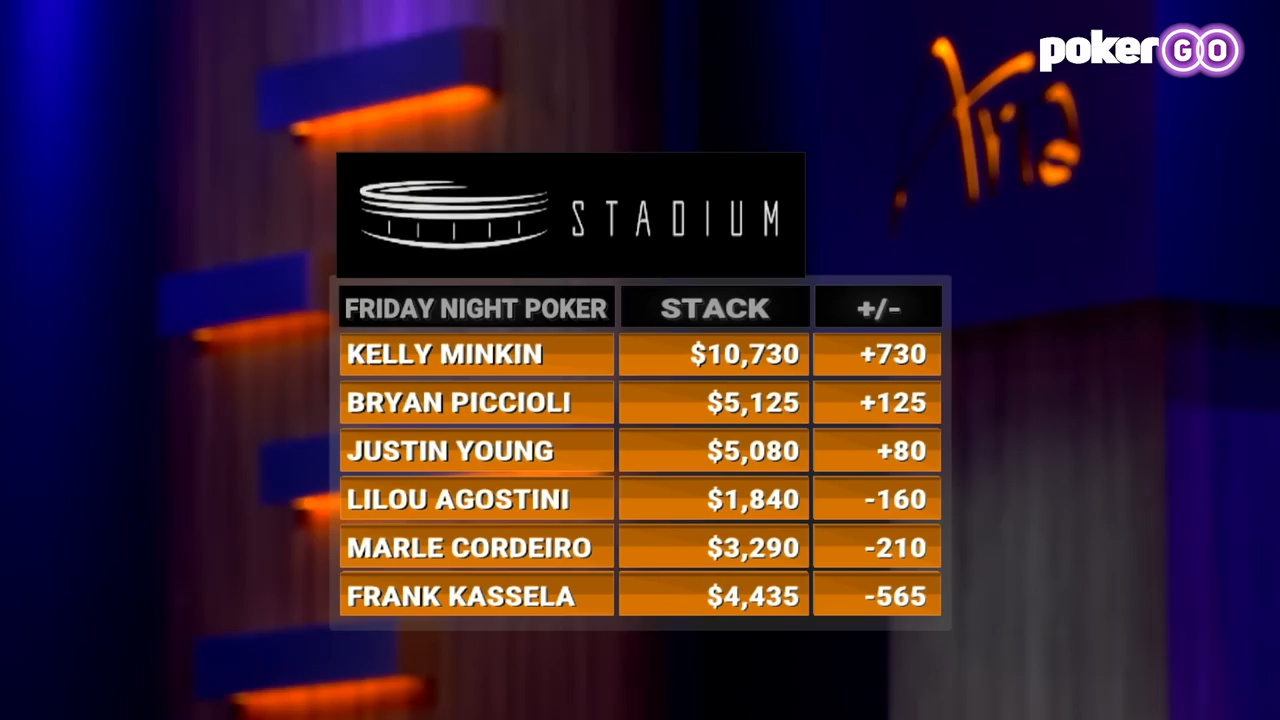 pokerGO
Aria
STADIUM
FRIDAY NIGHT POKER STACK +/-
KELLY MINKIN $10,730 +730
BRYAN PICCIOLI $5,125 +125
JUSTIN YOUNG $5,080 +80
LILOU AGOSTINI $1,840 -160
MARLE CORDEIRO $3,290 -210
FRANK KASSELA $4,435 -565